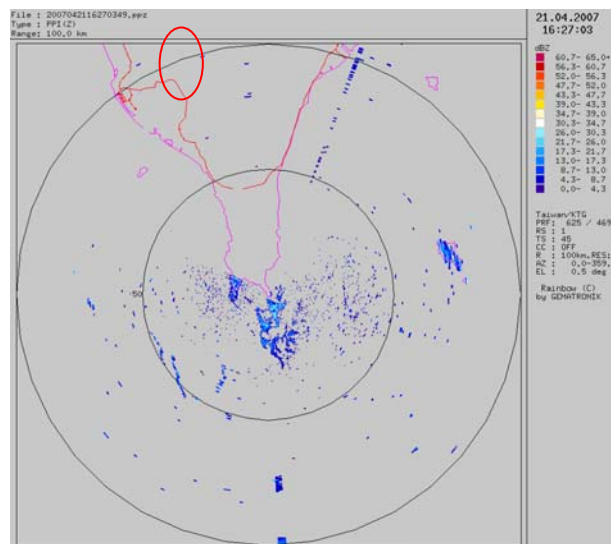 File : 2007042116270349.ppz
Type : PPI(Z)
Range: 100.0 km
21.04.2007
16:27:03
dBZ
60.7- 65.0+
56.3- 60.7
52.0- 56.3
47.7- 52.0
43.3- 47.7
39.0- 43.3
34.7- 39.0
30.3- 34.7
26.0- 30.3
21.7- 26.0
17.3- 21.7
13.0- 17.3
8.7- 13.0
4.3- 8.7
0.0- 4.3
Taiwan/KTG
PRF: 625 / 469
RS : 1
TS : 45
CC : OFF
R : 100km,RES:
AZ : 0.0-359.
EL : 0.5 deg
Rainbow (C)
by GEMATRONIK
50